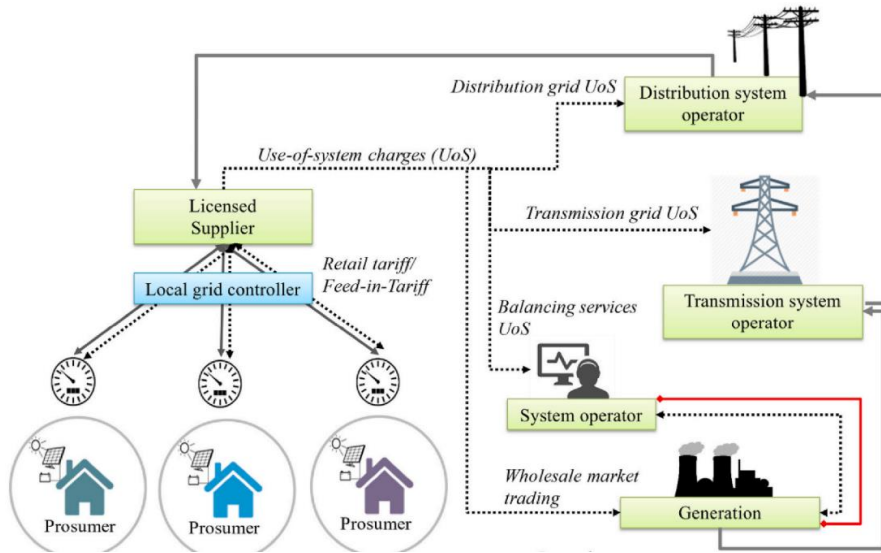 Distribution grid UoS
Distribution system
operator
Use-of-system charges (UoS)
Licensed
Supplier
Transmission grid UoS
Retail tariff/
Feed-in-Tariff
Local grid controller
Transmission system
operator
Balancing services
UoS
System operator
Wholesale market
trading
Generation
Prosumer
Prosumer
Prosumer